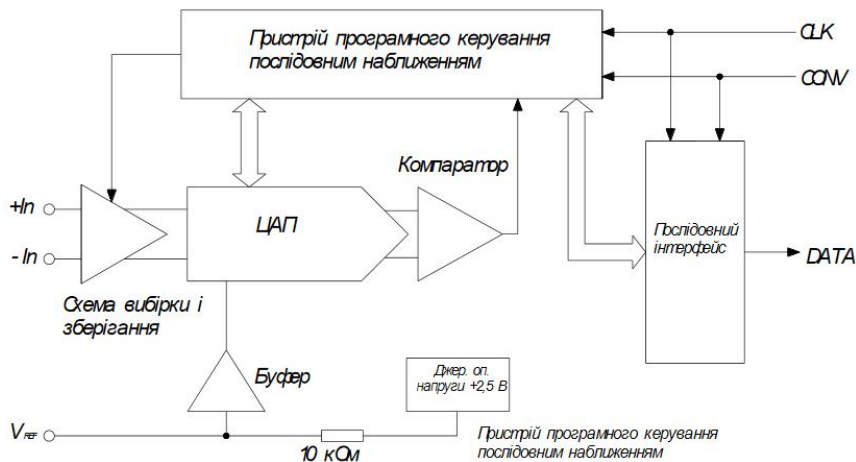 Пристрій програмного керування
послідовним наближенням
CLK
CONV
Компаратор
+In
ЦАП
Послідовний
інтерфейс
- In
DATA
Схема вибірки і
зберігання
Буфер
Джер. оп.
напруги +2,5 В
VREF
10 кОм
Пристрій програмного керування
послідовним наближенням